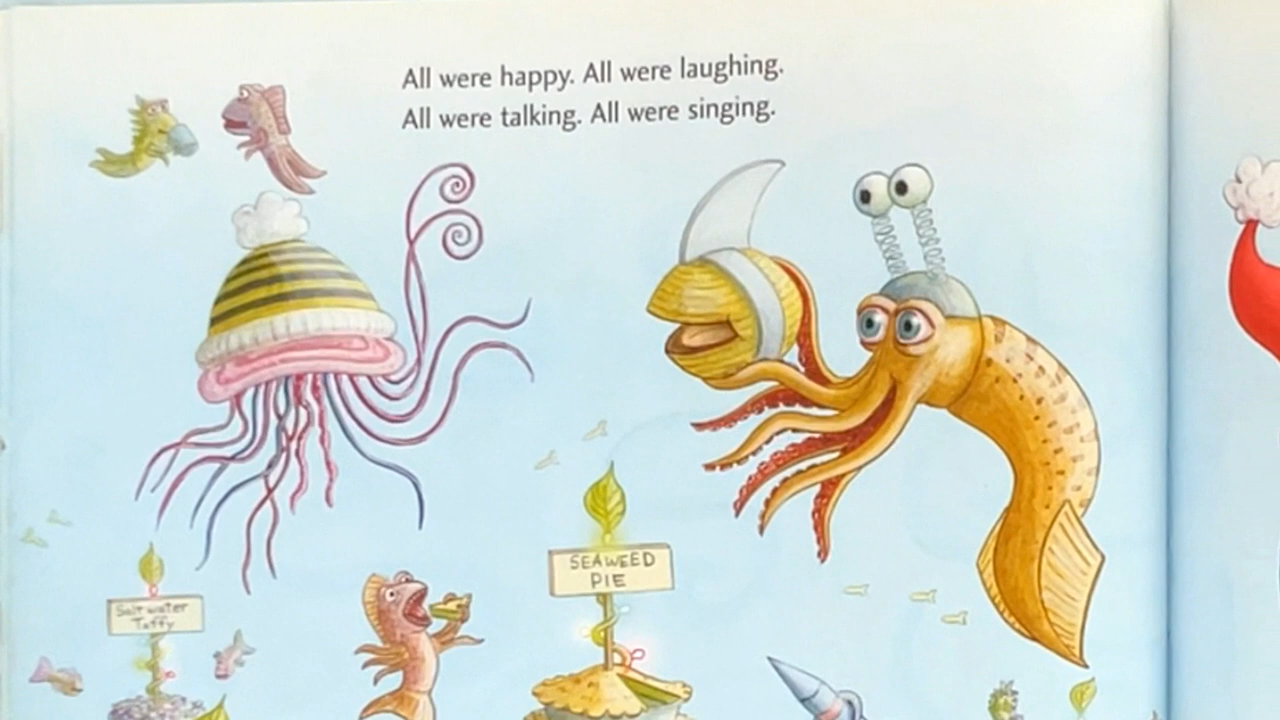 All were happy. All were laughing.
All were talking. All were singing.
SEAWEED
PIE
Salt water
Taffy